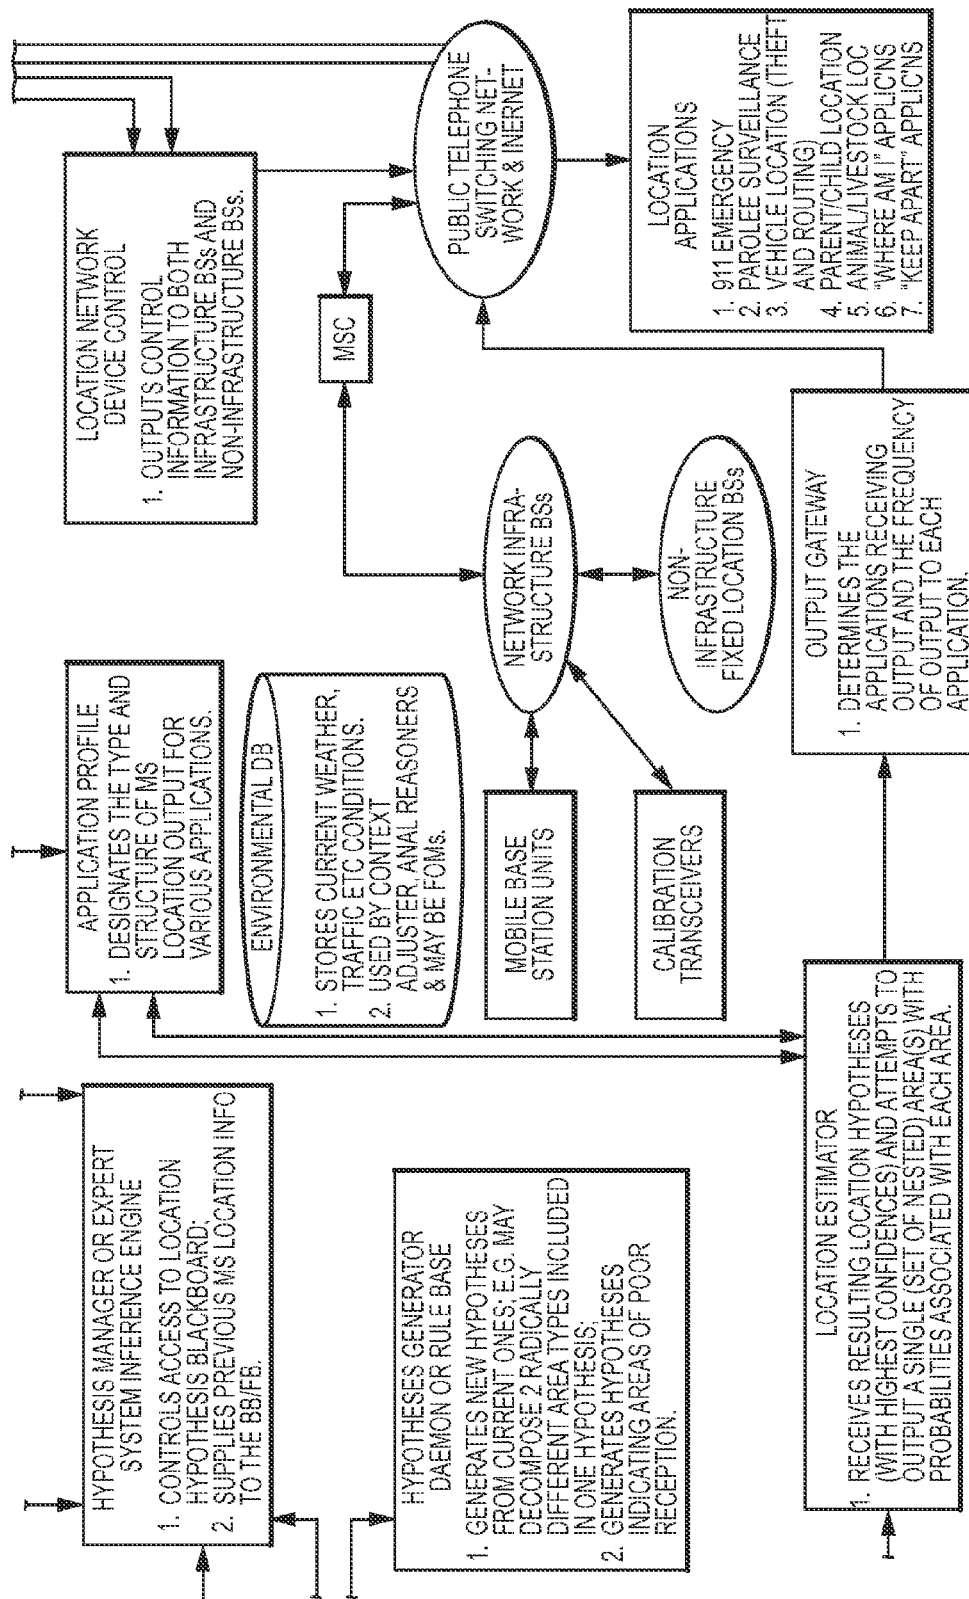 HYPOTHESIS MANAGER OR EXPERT
SYSTEM INFERENCE ENGINE
1. CONTROLS ACCESS TO LOCATION
HYPOTHESIS BLACKBOARD;
2. SUPPLIES PREVIOUS MS LOCATION INFO
TO THE BB/FB.
APPLICATION PROFILE
1. DESIGNATES THE TYPE AND
STRUCTURE OF MS
LOCATION OUTPUT FOR
VARIOUS APPLICATIONS.
LOCATION NETWORK
DEVICE CONTROL
1. OUTPUTS CONTROL
INFORMATION TO BOTH
INFRASTRUCTURE BSs AND
NON-INFRASTRUCTURE BSs.
ENVIRONMENTAL DB
1. STORES CURRENT WEATHER,
TRAFFIC ETC CONDITIONS.
2. USED BY CONTEXT
ADJUSTER, ANAL REASONERS
& MAY BE FOMs.
MSC
HYPOTHESES GENERATOR
DAEMON OR RULE BASE
1. GENERATES NEW HYPOTHESES
FROM CURRENT ONES; E.G. MAY
DECOMPOSE 2 RADICALLY
DIFFERENT AREA TYPES INCLUDED
IN ONE HYPOTHESIS;
2. GENERATES HYPOTHESES
INDICATING AREAS OF POOR
RECEPTION.
MOBILE BASE
STATION UNITS
NETWORK INFRA-
STRUCTURE BSs
PUBLIC TELEPHONE
SWITCHING NET-
WORK & INERNET
CALIBRATION
TRANSCEIVERS
NON-
INFRASTRUCTURE
FIXED LOCATION BSs
LOCATION
APPLICATIONS
1. 911 EMERGENCY
2. PAROLEE SURVEILLANCE
3. VEHICLE LOCATION (THEFT
AND ROUTING)
4. PARENT/CHILD LOCATION
5. ANIMAL/LIVESTOCK LOC
6. "WHERE AM I" APPLIC'NS
7. "KEEP APART" APPLIC'NS
LOCATION ESTIMATOR
1. RECEIVES RESULTING LOCATION HYPOTHESES
(WITH HIGHEST CONFIDENCES) AND ATTEMPTS TO
OUTPUT A SINGLE (SET OF NESTED) AREA(S) WITH
PROBABILITIES ASSOCIATED WITH EACH AREA.
OUTPUT GATEWAY
1. DETERMINES THE
APPLICATIONS RECEIVING
OUTPUT AND THE FREQUENCY
OF OUTPUT TO EACH
APPLICATION.